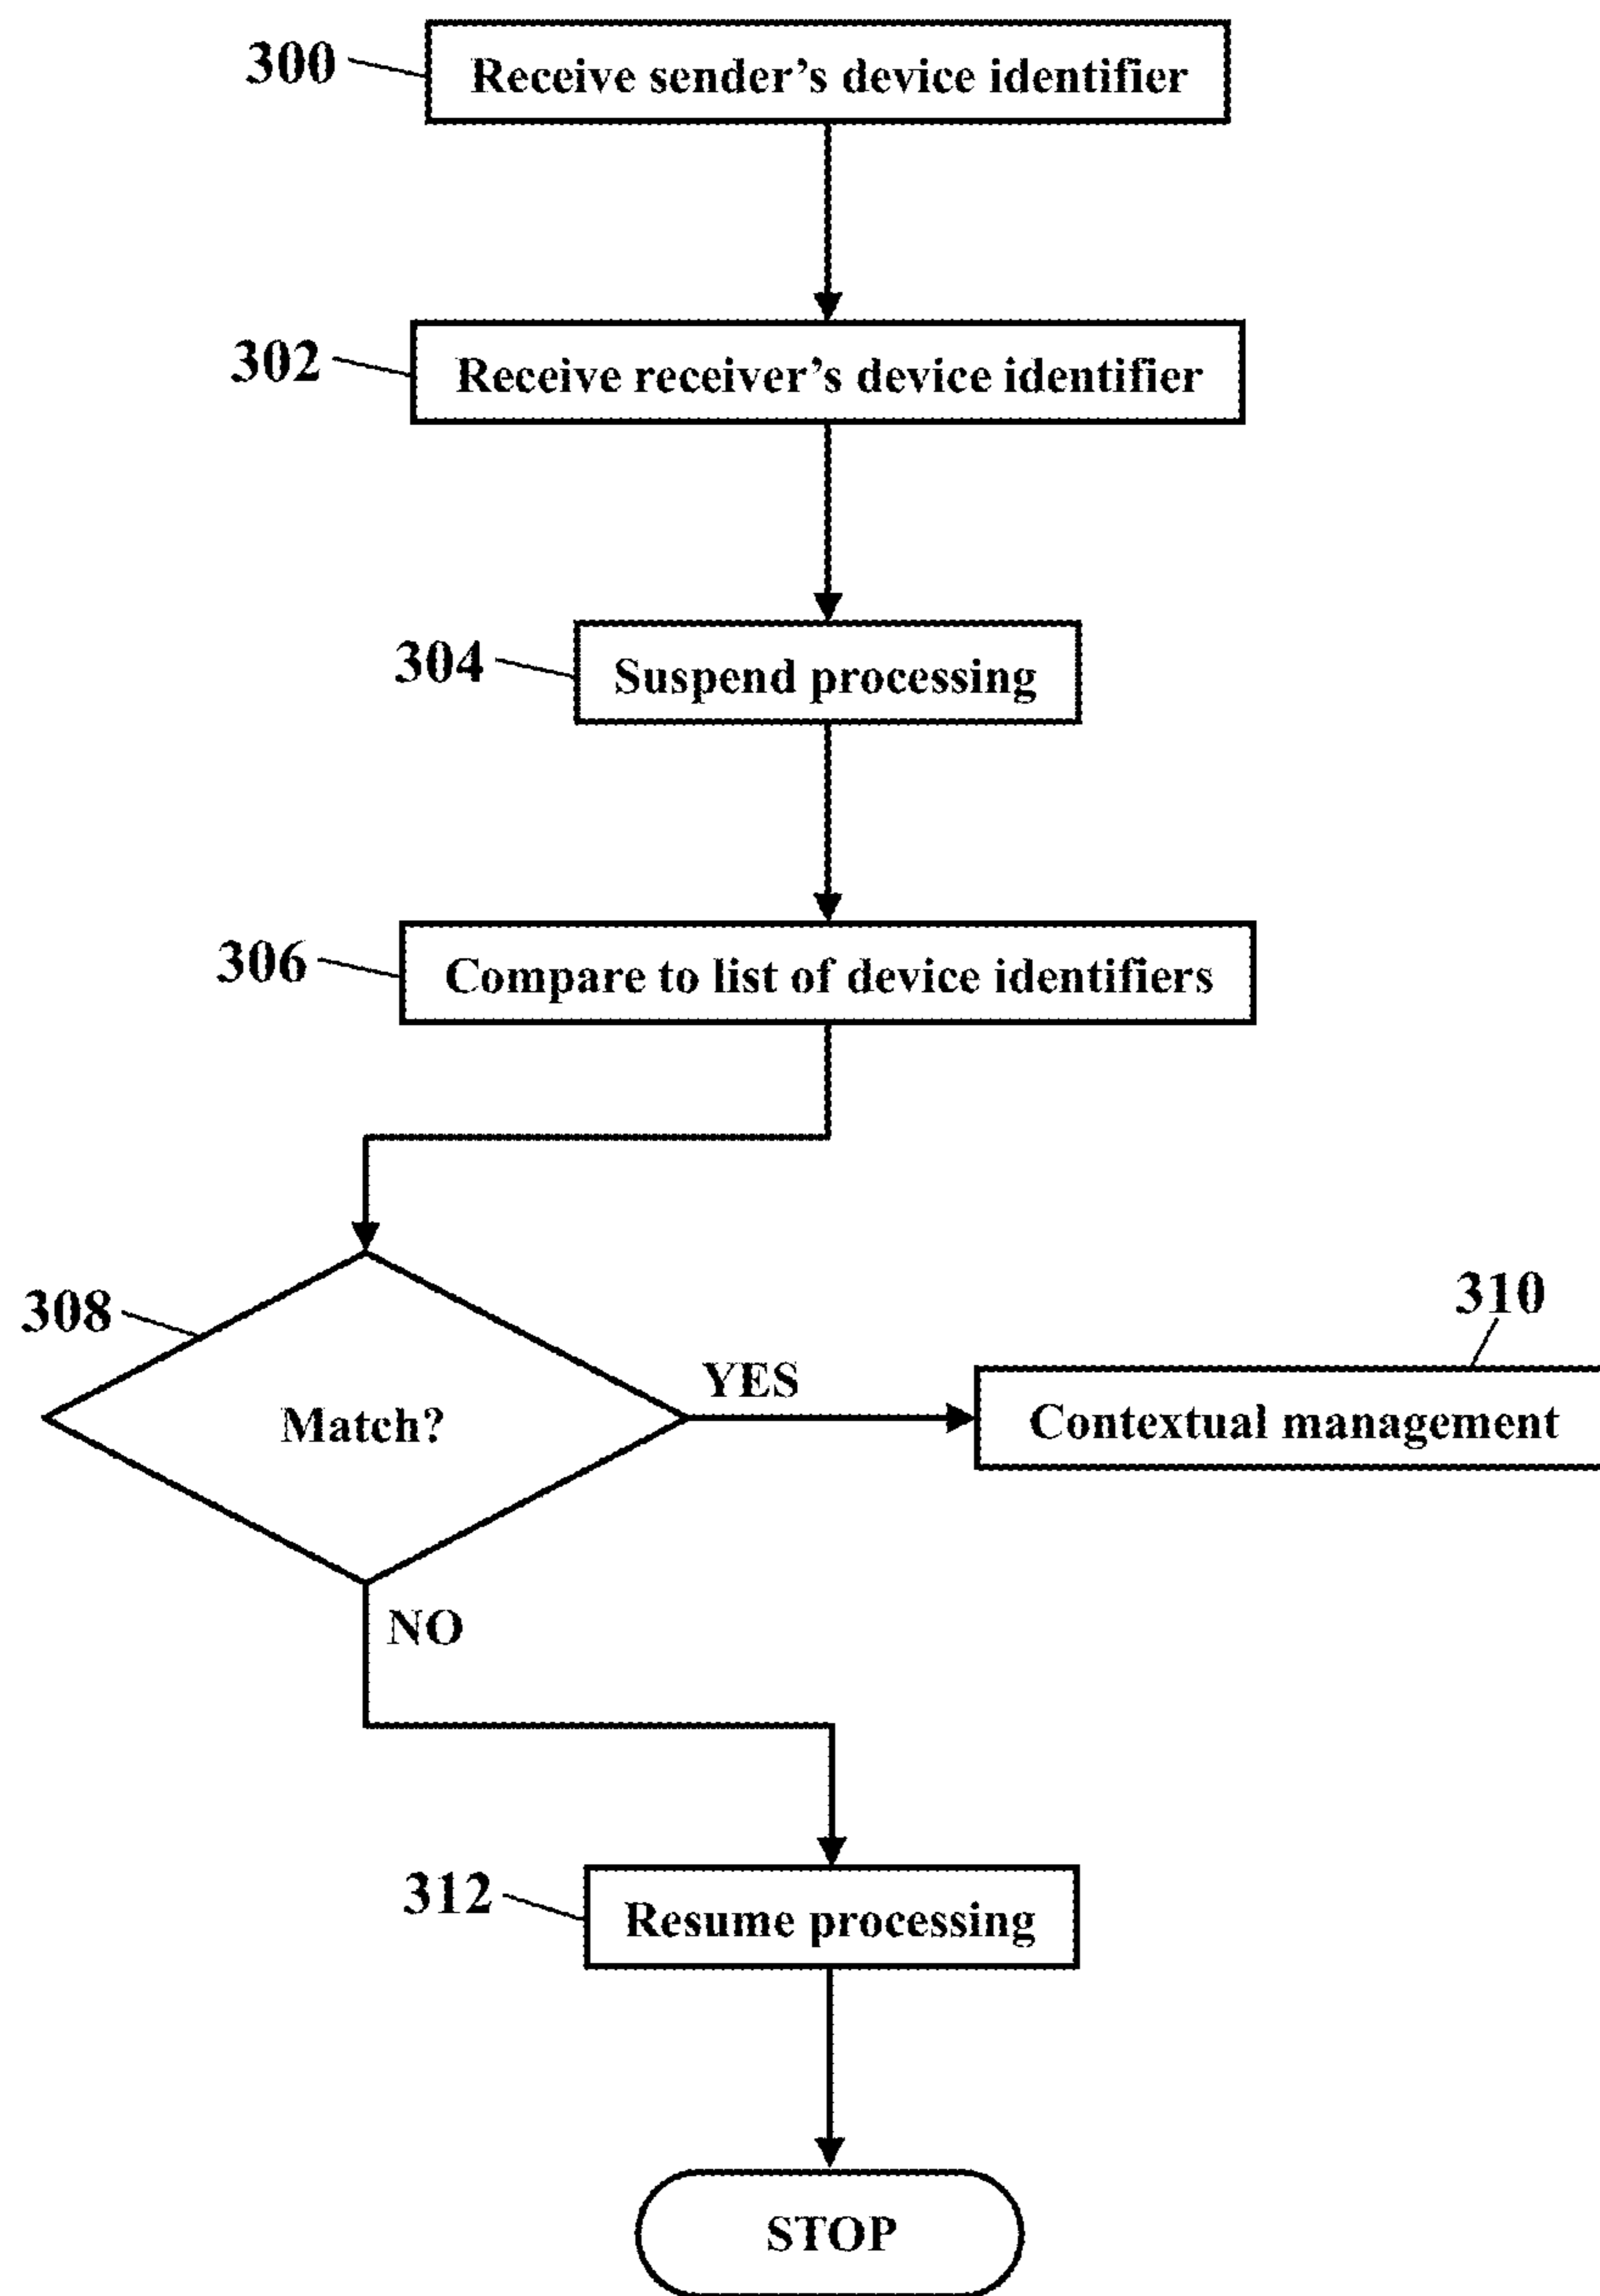 300
Receive sender's device identifier
302
Receive receiver's device identifier
304
Suspend processing
306
Compare to list of device identifiers
308
Match?
YES
310
Contextual management
NO
312
Resume processing
STOP